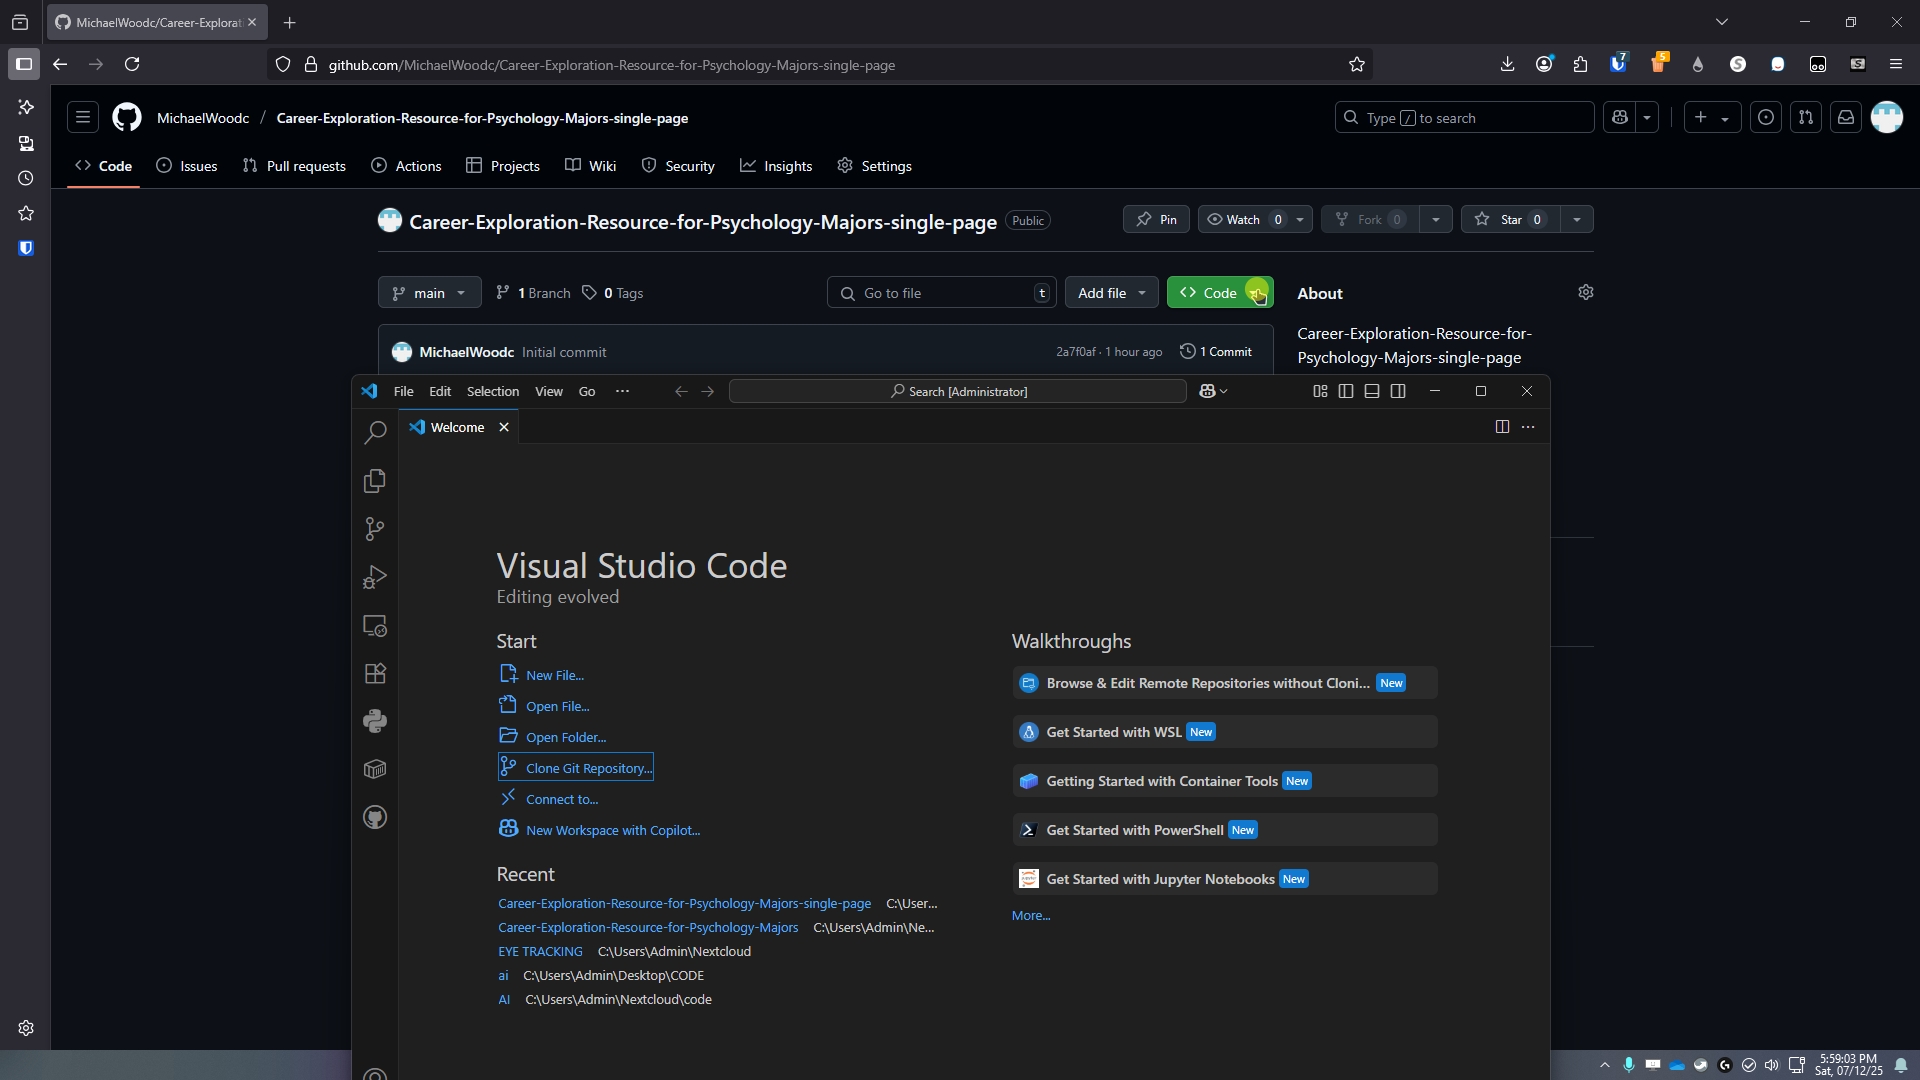 MichaelWoodc/Career-Explorat
github.com/MichaelWoodc/Career-Exploration-Resource-for-Psychology-Majors-single-page
7
5
MichaelWoodc / Career-Exploration-Resource-for-Psychology-Majors-single-page
Type / to search
Code
Issues
Pull requests
Actions
Projects
Wiki
Security
Insights
Settings
Career-Exploration-Resource-for-Psychology-Majors-single-page
Public
Pin
Watch 0
Fork 0
Star 0
main
1 Branch
0 Tags
Go to file
t
Add file
Code
About
Career-Exploration-Resource-for-
Psychology-Majors-single-page
MichaelWoodc Initial commit
2a7f0af · 1 hour ago
1 Commit
File
Edit
Selection
View
Go
Search [Administrator]
Welcome
Visual Studio Code
Editing evolved
Start
New File...
Open File...
Open Folder...
Clone Git Repository...
Connect to...
New Workspace with Copilot...
Recent
Career-Exploration-Resource-for-Psychology-Majors-single-page C:\User...
Career-Exploration-Resource-for-Psychology-Majors C:\Users\Admin\Ne...
EYE TRACKING C:\Users\Admin\Nextcloud
ai C:\Users\Admin\Desktop\CODE
AI C:\Users\Admin\Nextcloud\code
Walkthroughs
Browse & Edit Remote Repositories without Cloni... New
Get Started with WSL New
Getting Started with Container Tools New
Get Started with PowerShell New
Get Started with Jupyter Notebooks New
More...
5:59:03 PM
Sat, 07/12/25